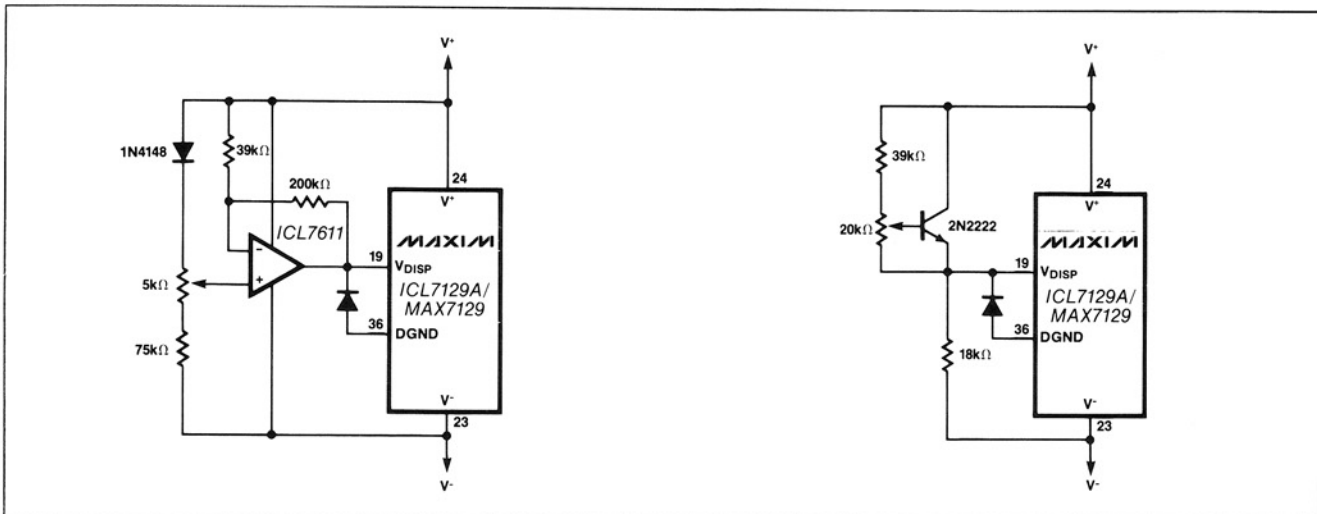 V+
1N4148
39kΩ
200kΩ
ICL7611
−
+
5kΩ
75kΩ
24
V+
MAXIM
19
VDISP
ICL7129A/
MAX7129
36
DGND
V-
23
V-
V+
39kΩ
20kΩ
2N2222
24
V+
MAXIM
19
VDISP
ICL7129A/
MAX7129
36
DGND
18kΩ
V-
23
V-